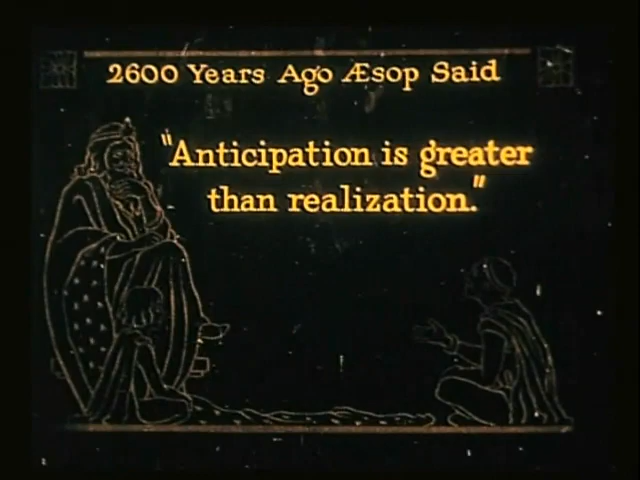 2600 Years Ago Æsop Said
"Anticipation is greater
than realization."